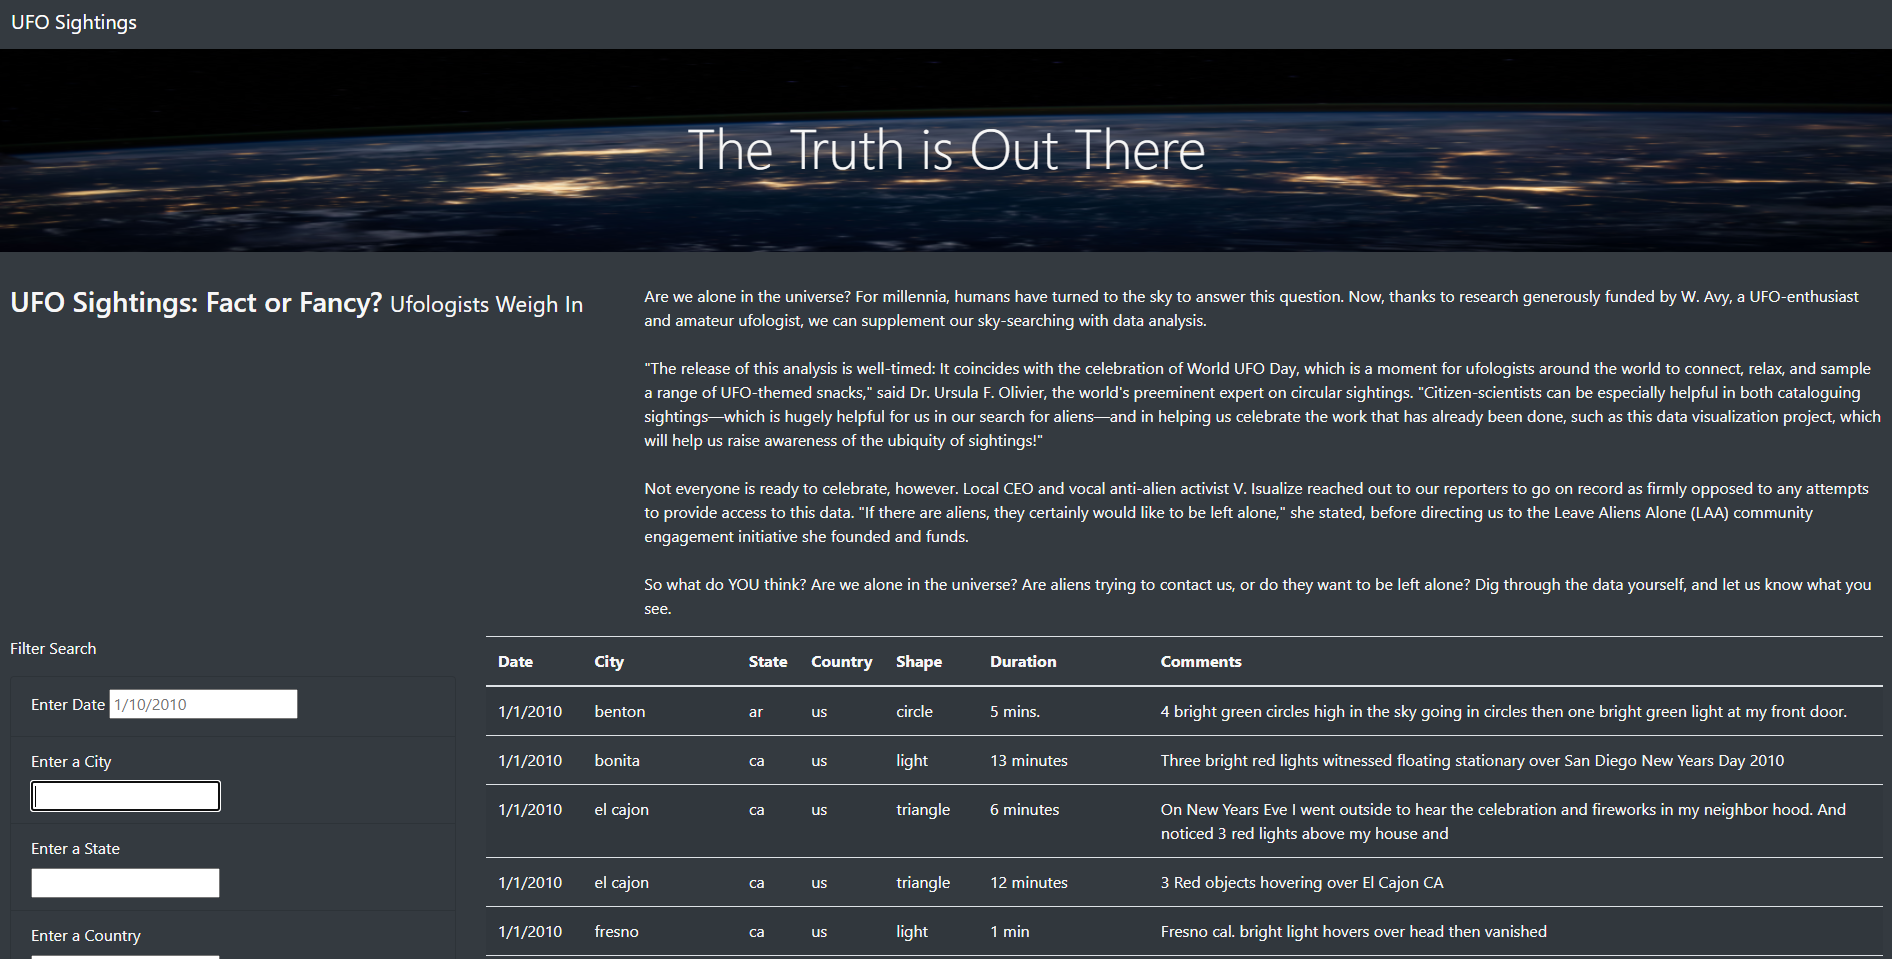 UFO Sightings
The Truth is Out There
UFO Sightings: Fact or Fancy? Ufologists Weigh In
Are we alone in the universe? For millennia, humans have turned to the sky to answer this question. Now, thanks to research generously funded by W. Avy, a UFO-enthusiast
and amateur ufologist, we can supplement our sky-searching with data analysis.
"The release of this analysis is well-timed: It coincides with the celebration of World UFO Day, which is a moment for ufologists around the world to connect, relax, and sample
a range of UFO-themed snacks," said Dr. Ursula F. Olivier, the world's preeminent expert on circular sightings. "Citizen-scientists can be especially helpful in both cataloguing
sightings—which is hugely helpful for us in our search for aliens—and in helping us celebrate the work that has already been done, such as this data visualization project, which
will help us raise awareness of the ubiquity of sightings!"
Not everyone is ready to celebrate, however. Local CEO and vocal anti-alien activist V. Isualize reached out to our reporters to go on record as firmly opposed to any attempts
to provide access to this data. "If there are aliens, they certainly would like to be left alone," she stated, before directing us to the Leave Aliens Alone (LAA) community
engagement initiative she founded and funds.
So what do YOU think? Are we alone in the universe? Are aliens trying to contact us, or do they want to be left alone? Dig through the data yourself, and let us know what you
see.
Filter Search
Enter Date 1/10/2010
Enter a City
Enter a State
Enter a Country
Date City State Country Shape Duration Comments
1/1/2010 benton ar us circle 5 mins. 4 bright green circles high in the sky going in circles then one bright green light at my front door.
1/1/2010 bonita ca us light 13 minutes Three bright red lights witnessed floating stationary over San Diego New Years Day 2010
1/1/2010 el cajon ca us triangle 6 minutes On New Years Eve I went outside to hear the celebration and fireworks in my neighbor hood. And
noticed 3 red lights above my house and
1/1/2010 el cajon ca us triangle 12 minutes 3 Red objects hovering over El Cajon CA
1/1/2010 fresno ca us light 1 min Fresno cal. bright light hovers over head then vanished